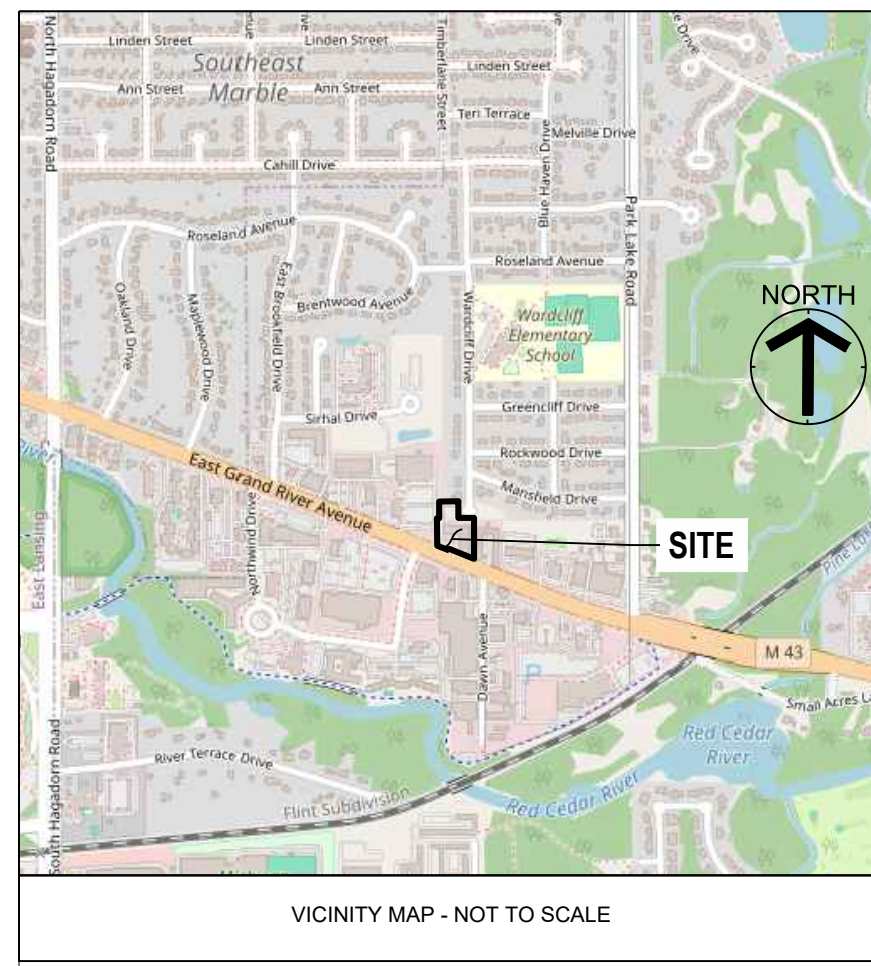 North Hagadorn Road
Linden Street
Linden Street
Timberlane Street
Southeast
Marble
Linden Street
Ann Street
Ann Street
Teri Terrace
Melville Drive
Blue Haven Drive
Cahill Drive
Park Lake Road
Roseland Avenue
Roseland Avenue
NORTH
Oakland Drive
Maplewood Drive
East Brookfield Drive
Brentwood Avenue
Wardcliff Drive
Wardcliff
Elementary
School
Sirhal Drive
Greencliff Drive
Rockwood Drive
Mansfield Drive
East Grand River Avenue
River
Northwind Drive
SITE
East Lansing
Dawn Avenue
P
M 43
Small Acres
Red Cedar
River
River Terrace Drive
Flint Subdivision
Red Cedar River
South Hagadorn Road
VICINITY MAP - NOT TO SCALE